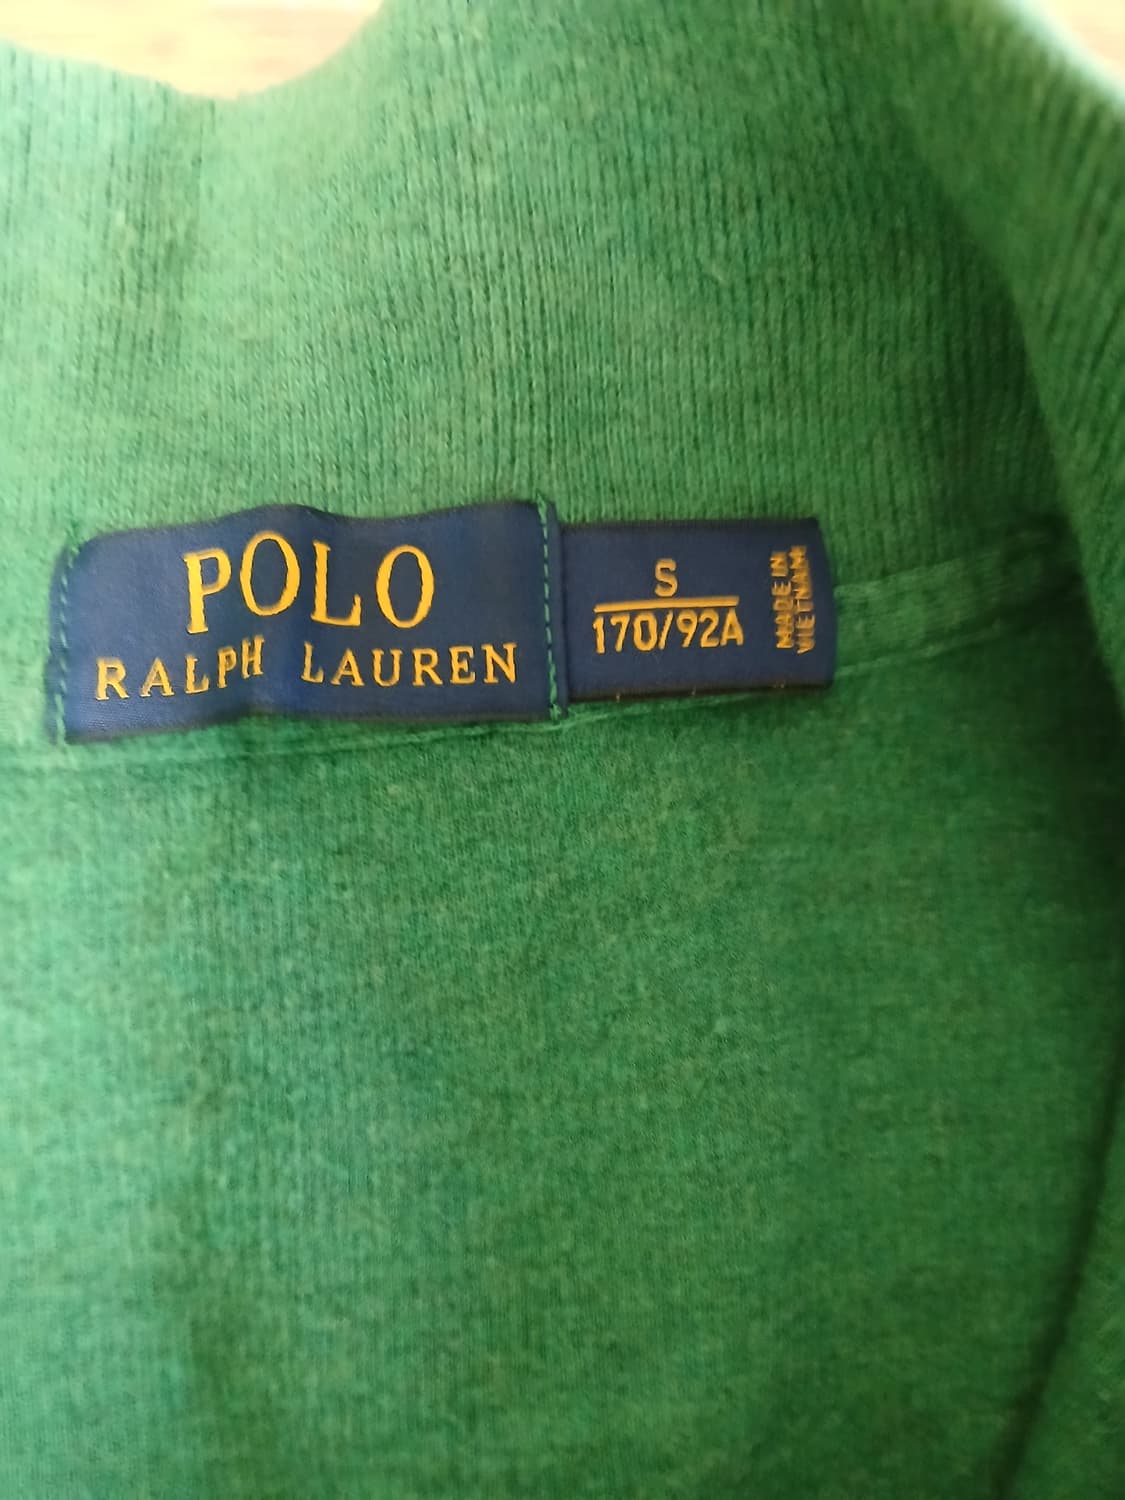 POLO
RALPH LAUREN
S
170/92A
MADE IN
VIETNAM